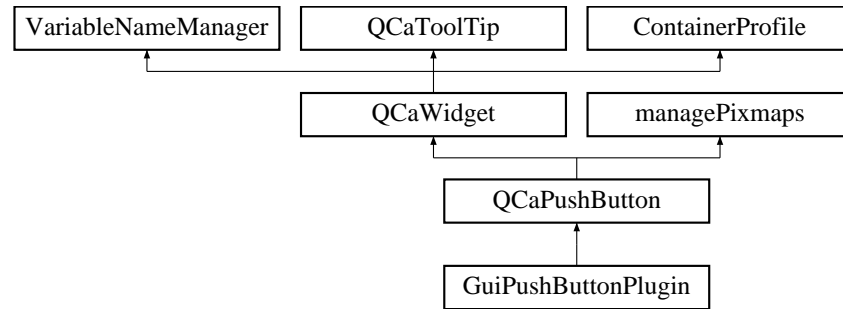 VariableNameManager QCaToolTip ContainerProfile
QCaWidget managePixmaps
QCaPushButton
GuiPushButtonPlugin